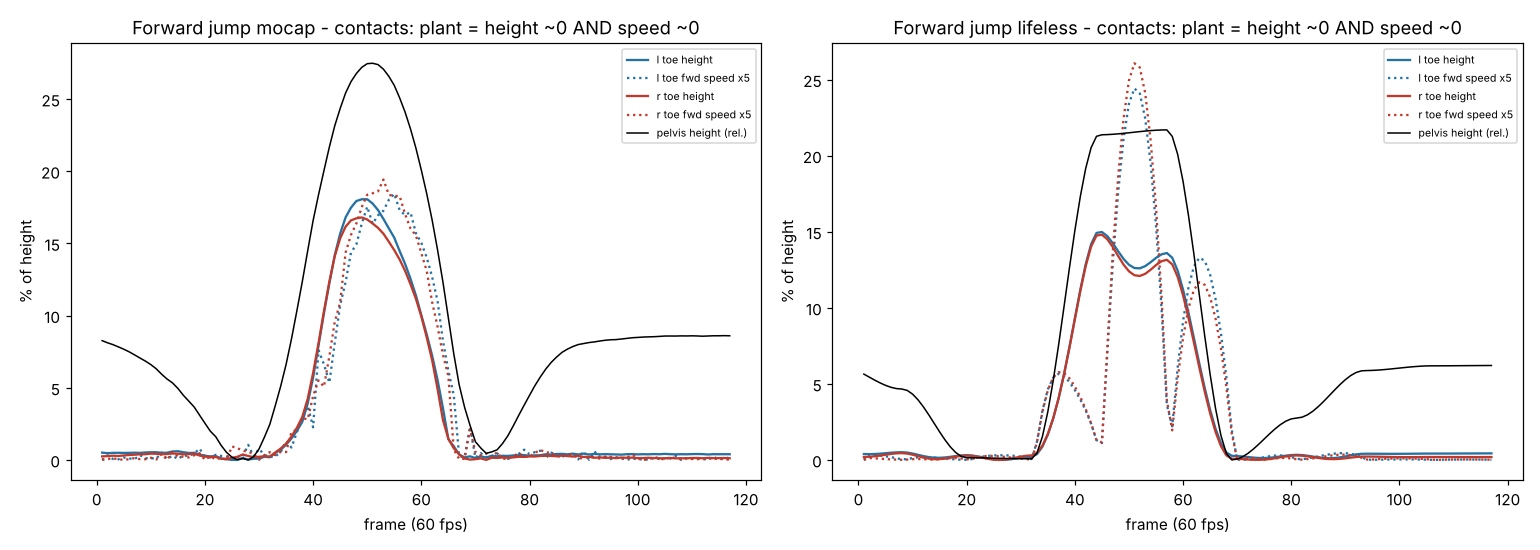 Forward jump mocap - contacts: plant = height ~0 AND speed ~0
l toe height
l toe fwd speed x5
r toe height
r toe fwd speed x5
pelvis height (rel.)
% of height
25
20
15
10
5
0
0 20 40 60 80 100 120
frame (60 fps)
Forward jump lifeless - contacts: plant = height ~0 AND speed ~0
l toe height
l toe fwd speed x5
r toe height
r toe fwd speed x5
pelvis height (rel.)
% of height
25
20
15
10
5
0
0 20 40 60 80 100 120
frame (60 fps)